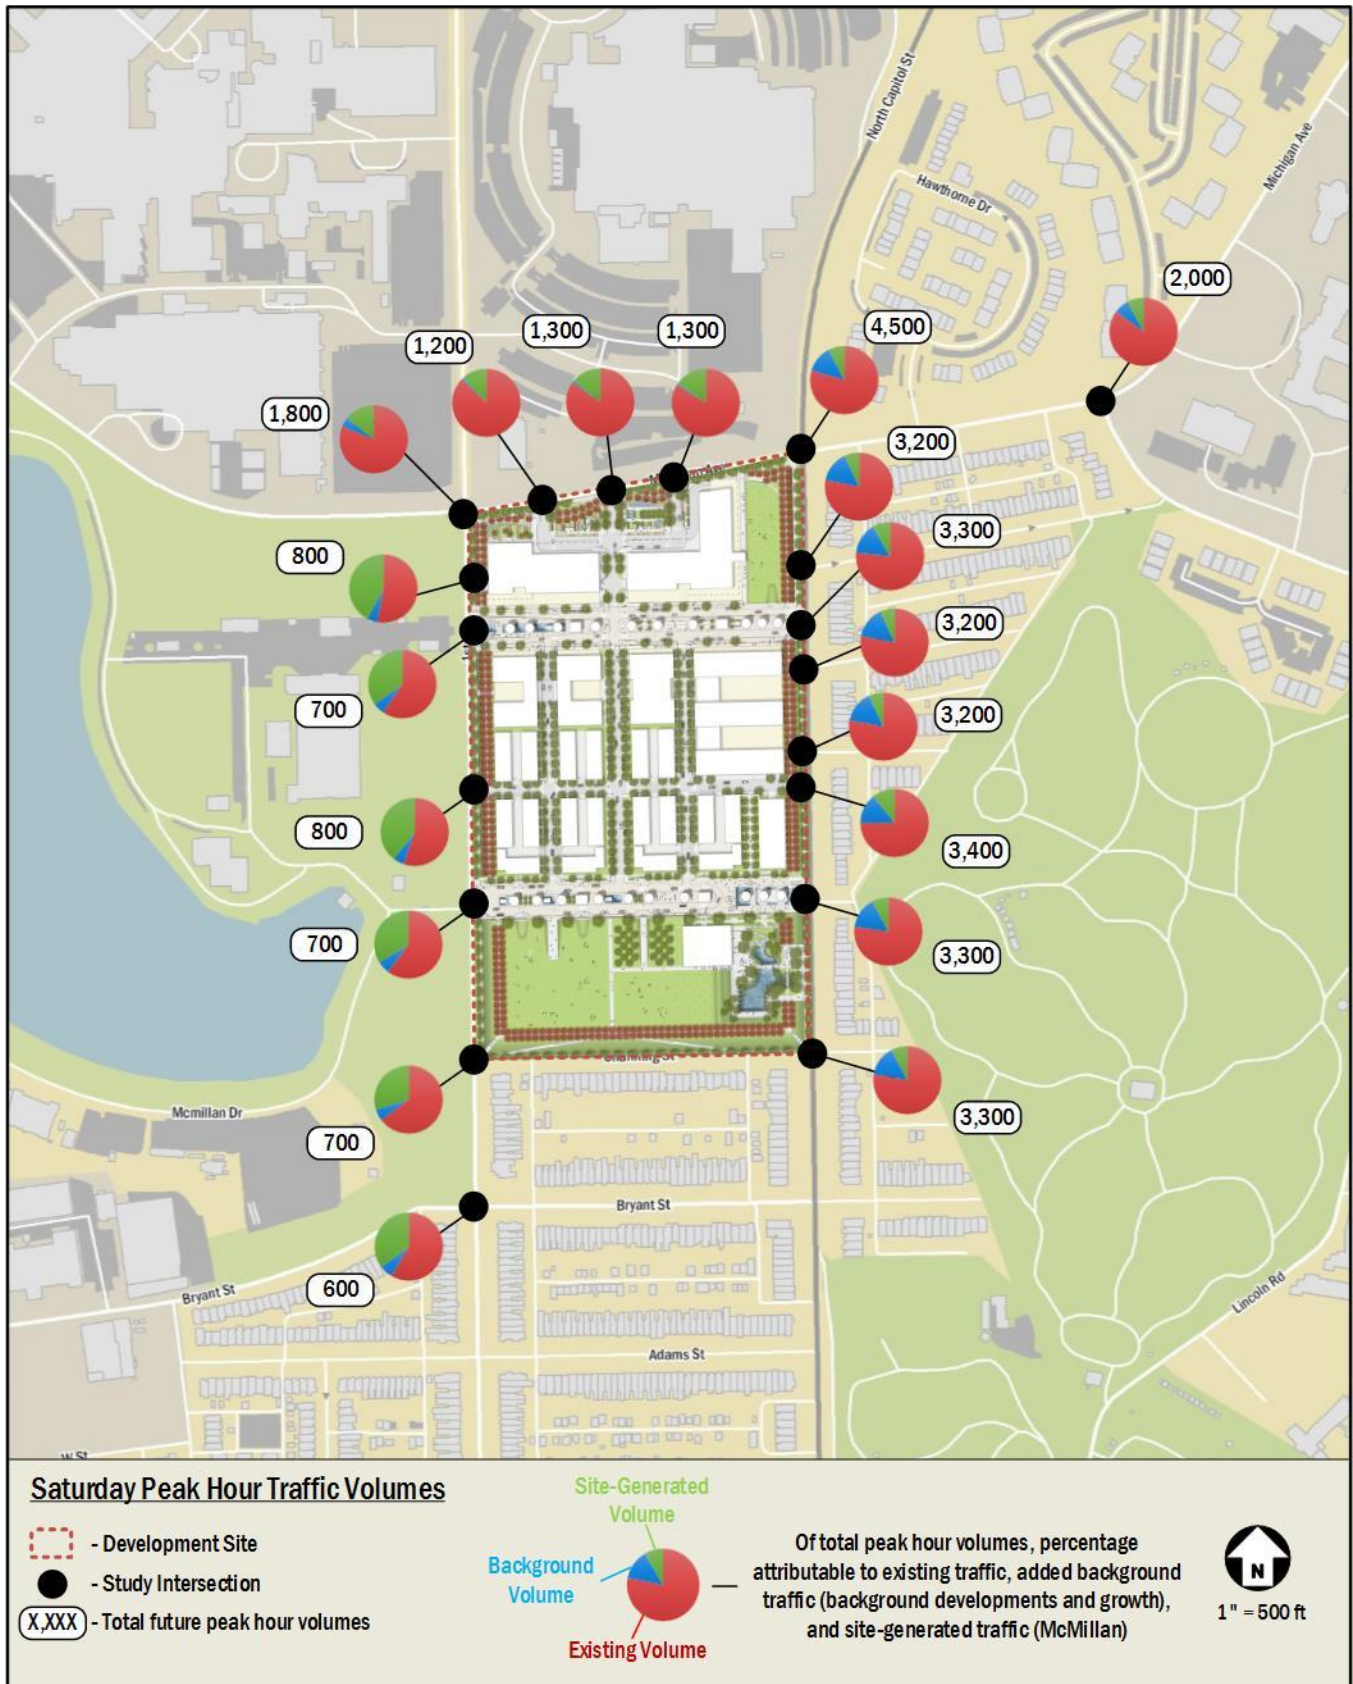 North Capitol St
Michigan Ave
Hawthorne Dr
2,000
4,500
1,300
1,300
1,200
1,800
3,200
3,300
800
3,200
700
3,200
800
3,400
700
3,300
Channing St
Mcmillan Dr
3,300
700
Bryant St
600
Bryant St
Lincoln Rd
Adams St
W St
Saturday Peak Hour Traffic Volumes
- Development Site
- Study Intersection
X,XXX - Total future peak hour volumes
Site-Generated
Volume
Background
Volume
Existing Volume
Of total peak hour volumes, percentage
attributable to existing traffic, added background
traffic (background developments and growth),
and site-generated traffic (McMillan)
N
1" = 500 ft